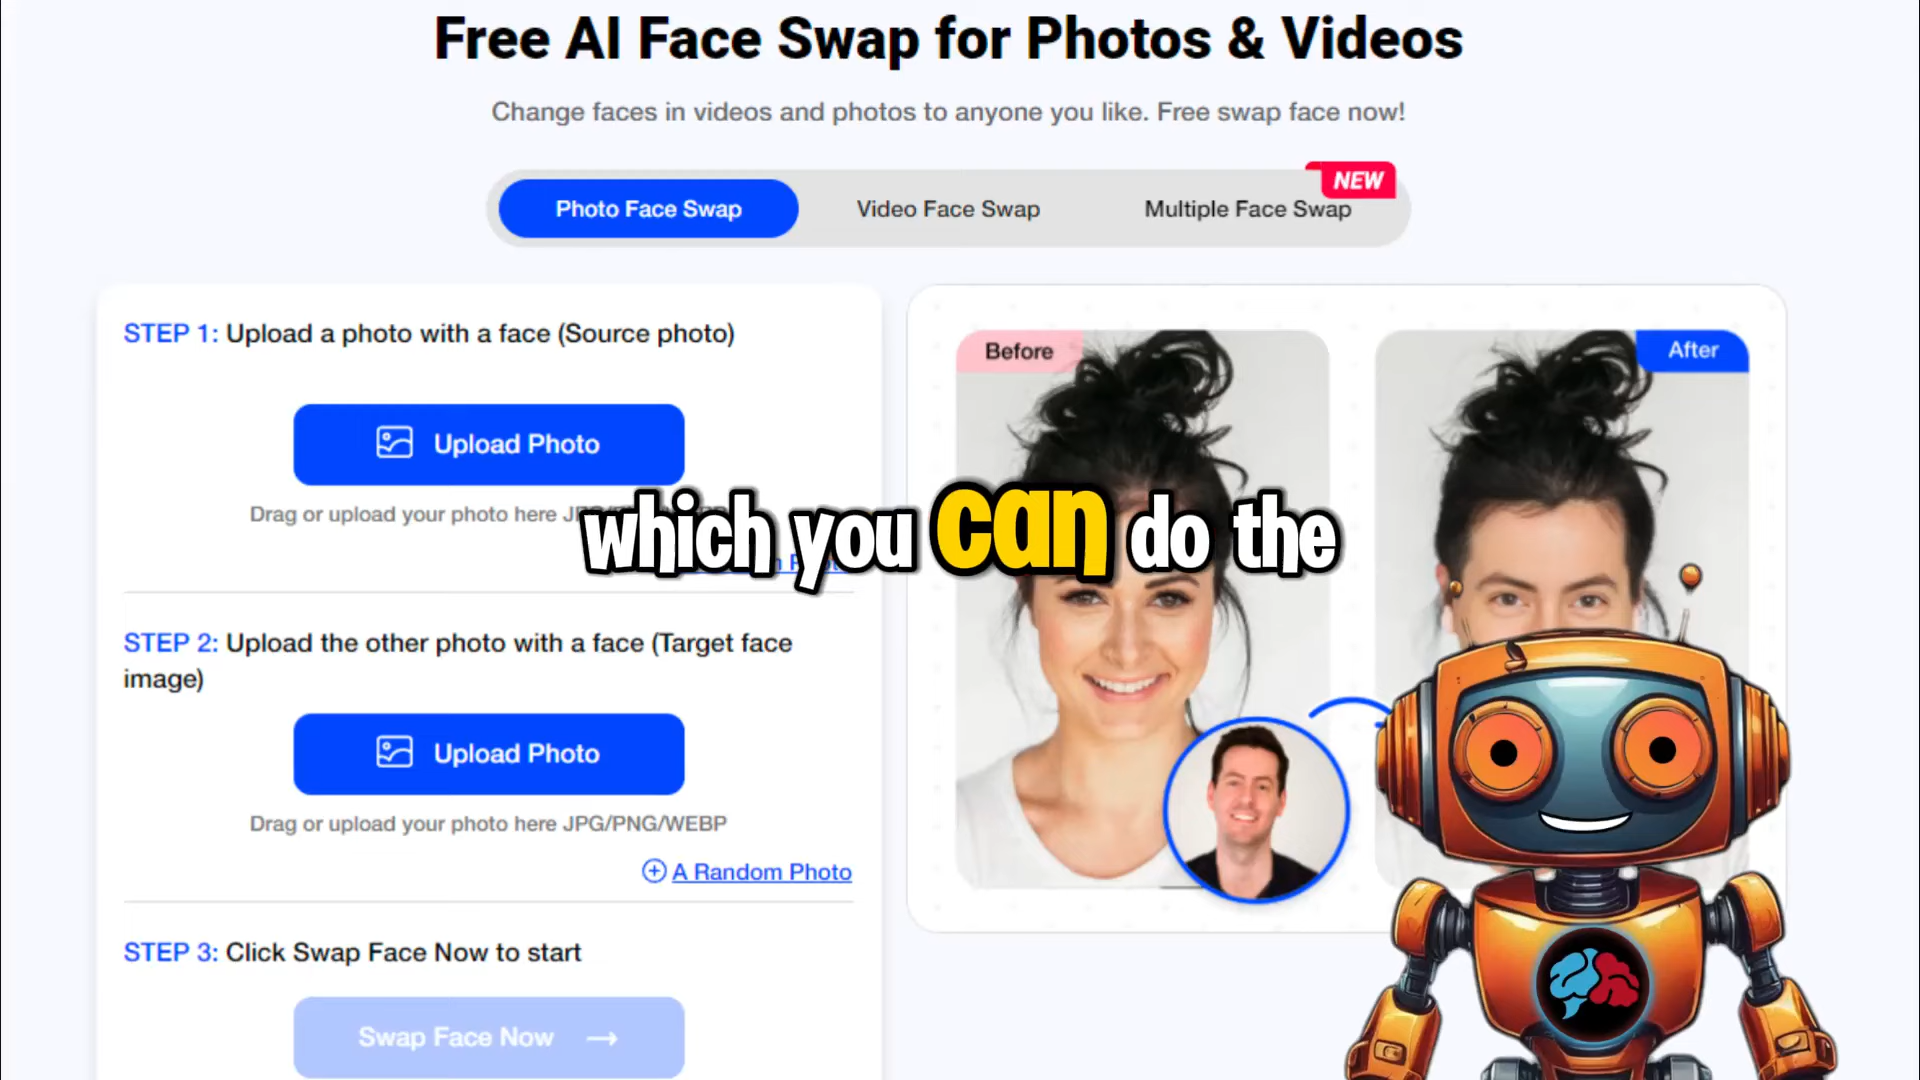 Free AI Face Swap for Photos & Videos
Change faces in videos and photos to anyone you like. Free swap face now!
Photo Face Swap
Video Face Swap
Multiple Face Swap
NEW
STEP 1: Upload a photo with a face (Source photo)
Upload Photo
Drag or upload your photo here
which you can do the
STEP 2: Upload the other photo with a face (Target face
image)
Upload Photo
Drag or upload your photo here JPG/PNG/WEBP
A Random Photo
STEP 3: Click Swap Face Now to start
Swap Face Now
Before
After